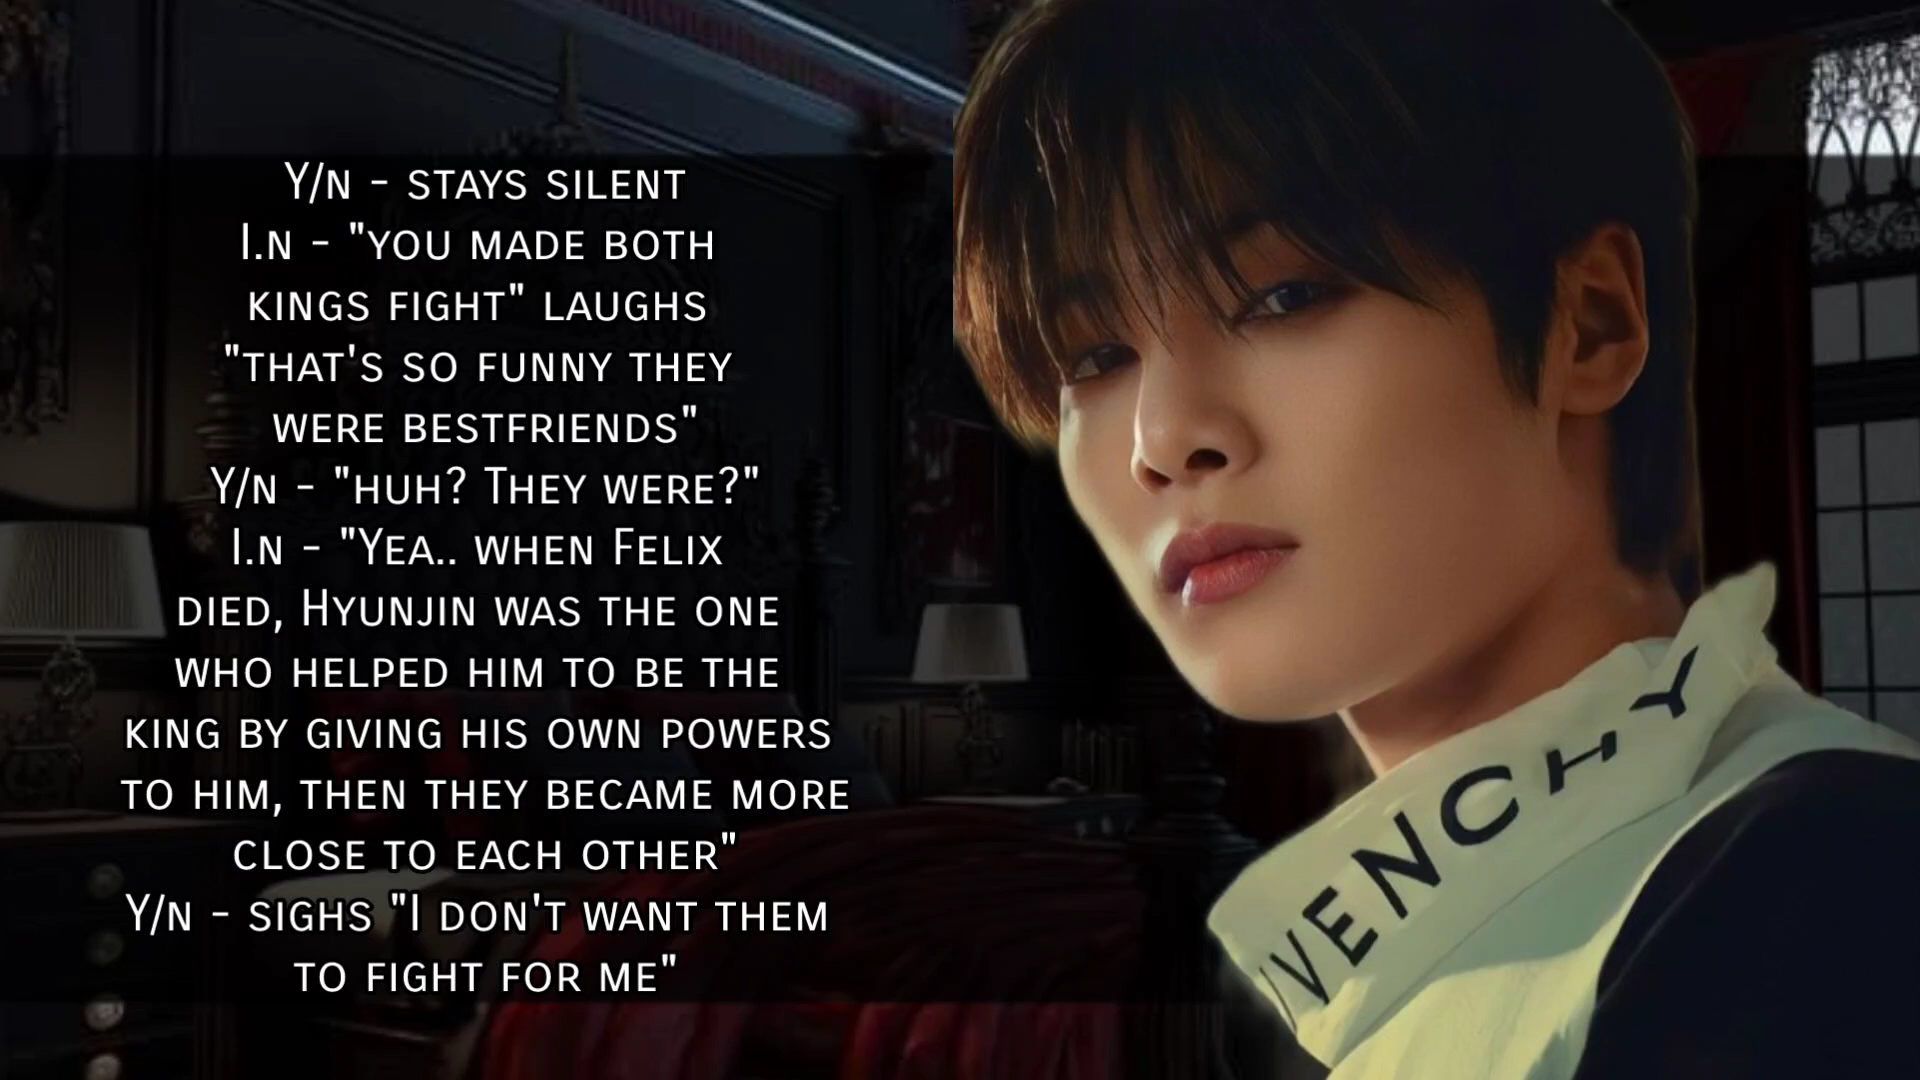 Y/n - stays silent
I.n - "you made both
kings fight" laughs
"that's so funny they
were bestfriends"
Y/n - "huh? They were?"
I.n - "Yea.. when Felix
died, Hyunjin was the one
who helped him to be the
king by giving his own powers
to him, then they became more
close to each other"
Y/n - sighs "I don't want them
to fight for me"
VENCHY